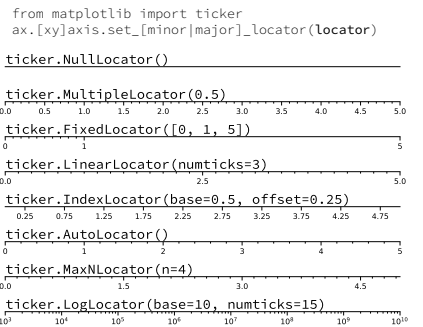 from matplotlib import ticker
ax.[xy]axis.set_[minor|major]_locator(locator)
ticker.NullLocator()
ticker.MultipleLocator(0.5)
0.0 0.5 1.0 1.5 2.0 2.5 3.0 3.5 4.0 4.5 5.0
ticker.FixedLocator([0, 1, 5])
0 1 5
ticker.LinearLocator(numticks=3)
0.0 2.5 5.0
ticker.IndexLocator(base=0.5, offset=0.25)
0.25 0.75 1.25 1.75 2.25 2.75 3.25 3.75 4.25 4.75
ticker.AutoLocator()
0 1 2 3 4 5
ticker.MaxNLocator(n=4)
0.0 1.5 3.0 4.5
ticker.LogLocator(base=10, numticks=15)
10³ 10⁴ 10⁵ 10⁶ 10⁷ 10⁸ 10⁹ 10¹⁰